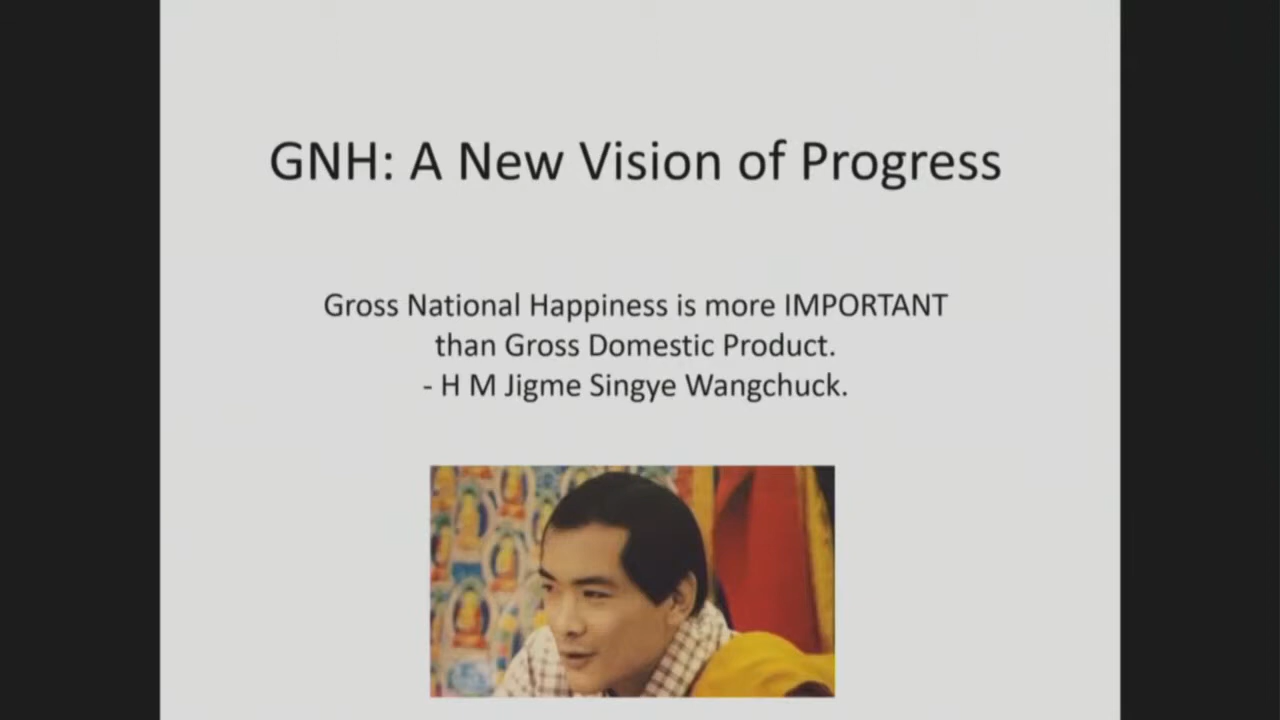 GNH: A New Vision of Progress
Gross National Happiness is more IMPORTANT
than Gross Domestic Product.
- H M Jigme Singye Wangchuck.